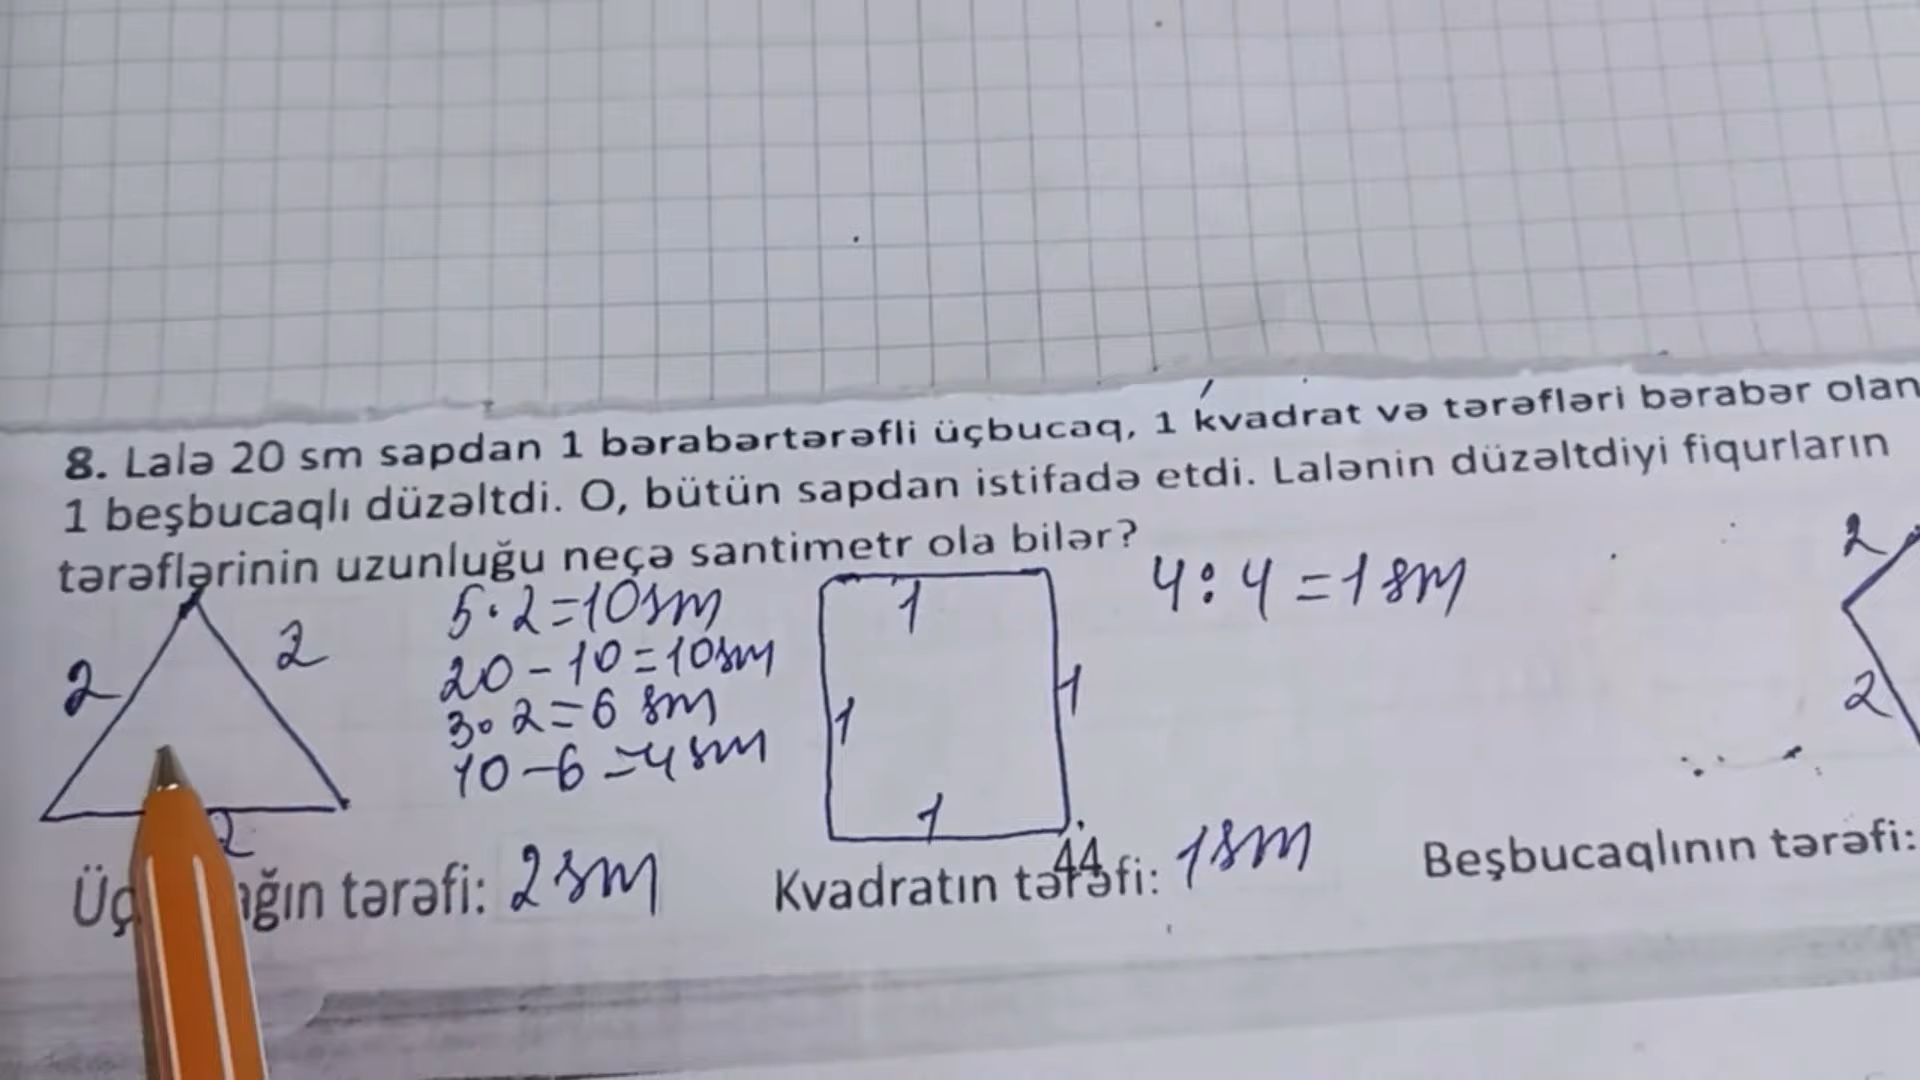 8. Lalə 20 sm sapdan 1 bərabərtərəfli üçbucaq, 1 kvadrat və tərəfləri bərabər olan
1 beşbucaqlı düzəltdi. O, bütün sapdan istifadə etdi. Lalənin düzəltdiyi fiqurların
tərəflərinin uzunluğu neçə santimetr ola bilər?
2
2
2
5·2=10sm
20-10=10sm
3·2=6 sm
10-6=4sm
1
1
1
1
4:4=1sm
2
2
tərəfi: 2sm
Kvadratın tərəfi: 1sm
44
Beşbucaqlının tərəfi: